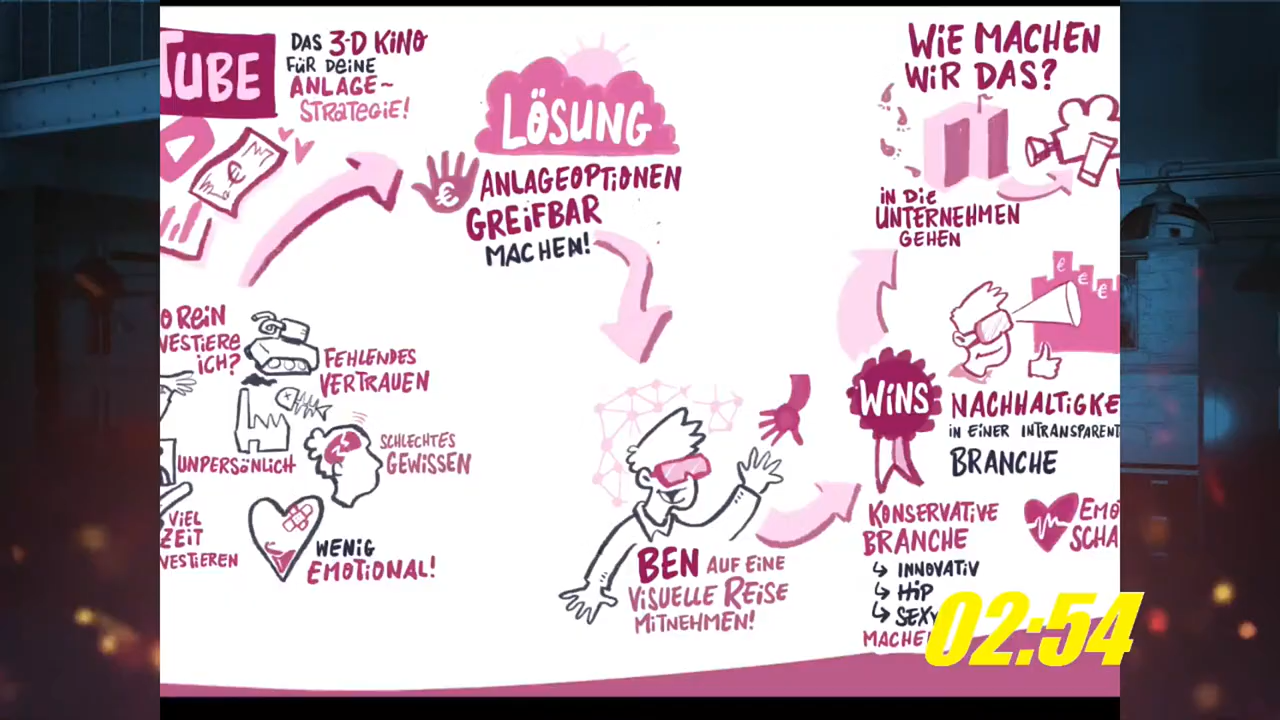 TUBE
DAS 3-D KINO
FÜR DEINE
ANLAGE~
STRATEGIE!
LÖSUNG
€
€
ANLAGEOPTIONEN
GREIFBAR
MACHEN!
WIE MACHEN
WIR DAS?
IN DIE
UNTERNEHMEN
GEHEN
€
€
€
O REIN
VESTIERE
ICH?
FEHLENDES
VERTRAUEN
SCHLECHTES
GEWISSEN
UNPERSÖNLICH
VIEL
ZEIT
VESTIEREN
WENIG
EMOTIONAL!
BEN AUF EINE
VISUELLE REISE
MITNEHMEN!
WINS
NACHHALTIGKE
IN EINER INTRANSPARENT
BRANCHE
KONSERVATIVE
BRANCHE
↳ INNOVATIV
↳ HIP
↳ SEXY
MACHE
EMO
SCHA
02:54